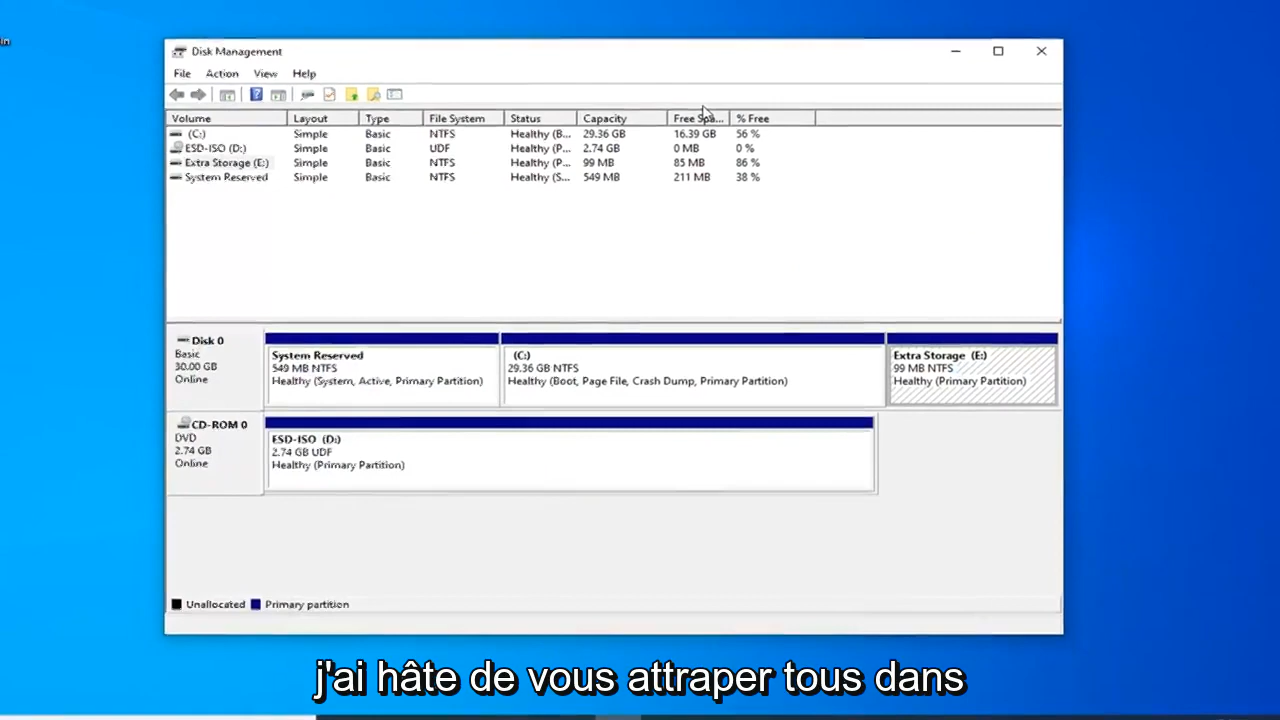 in
Disk Management
File Action View Help
Volume Layout Type File System Status Capacity Free Spa... % Free
(C:) Simple Basic NTFS Healthy (B... 29.36 GB 16.39 GB 56 %
ESD-ISO (D:) Simple Basic UDF Healthy (P... 2.74 GB 0 MB 0 %
Extra Storage (E:) Simple Basic NTFS Healthy (P... 99 MB 85 MB 86 %
System Reserved Simple Basic NTFS Healthy (S... 549 MB 211 MB 38 %
Disk 0
Basic
30.00 GB
Online
System Reserved
549 MB NTFS
Healthy (System, Active, Primary Partition)
(C:)
29.36 GB NTFS
Healthy (Boot, Page File, Crash Dump, Primary Partition)
Extra Storage (E:)
99 MB NTFS
Healthy (Primary Partition)
CD-ROM 0
DVD
2.74 GB
Online
ESD-ISO (D:)
2.74 GB UDF
Healthy (Primary Partition)
Unallocated Primary partition
j'ai hâte de vous attraper tous dans